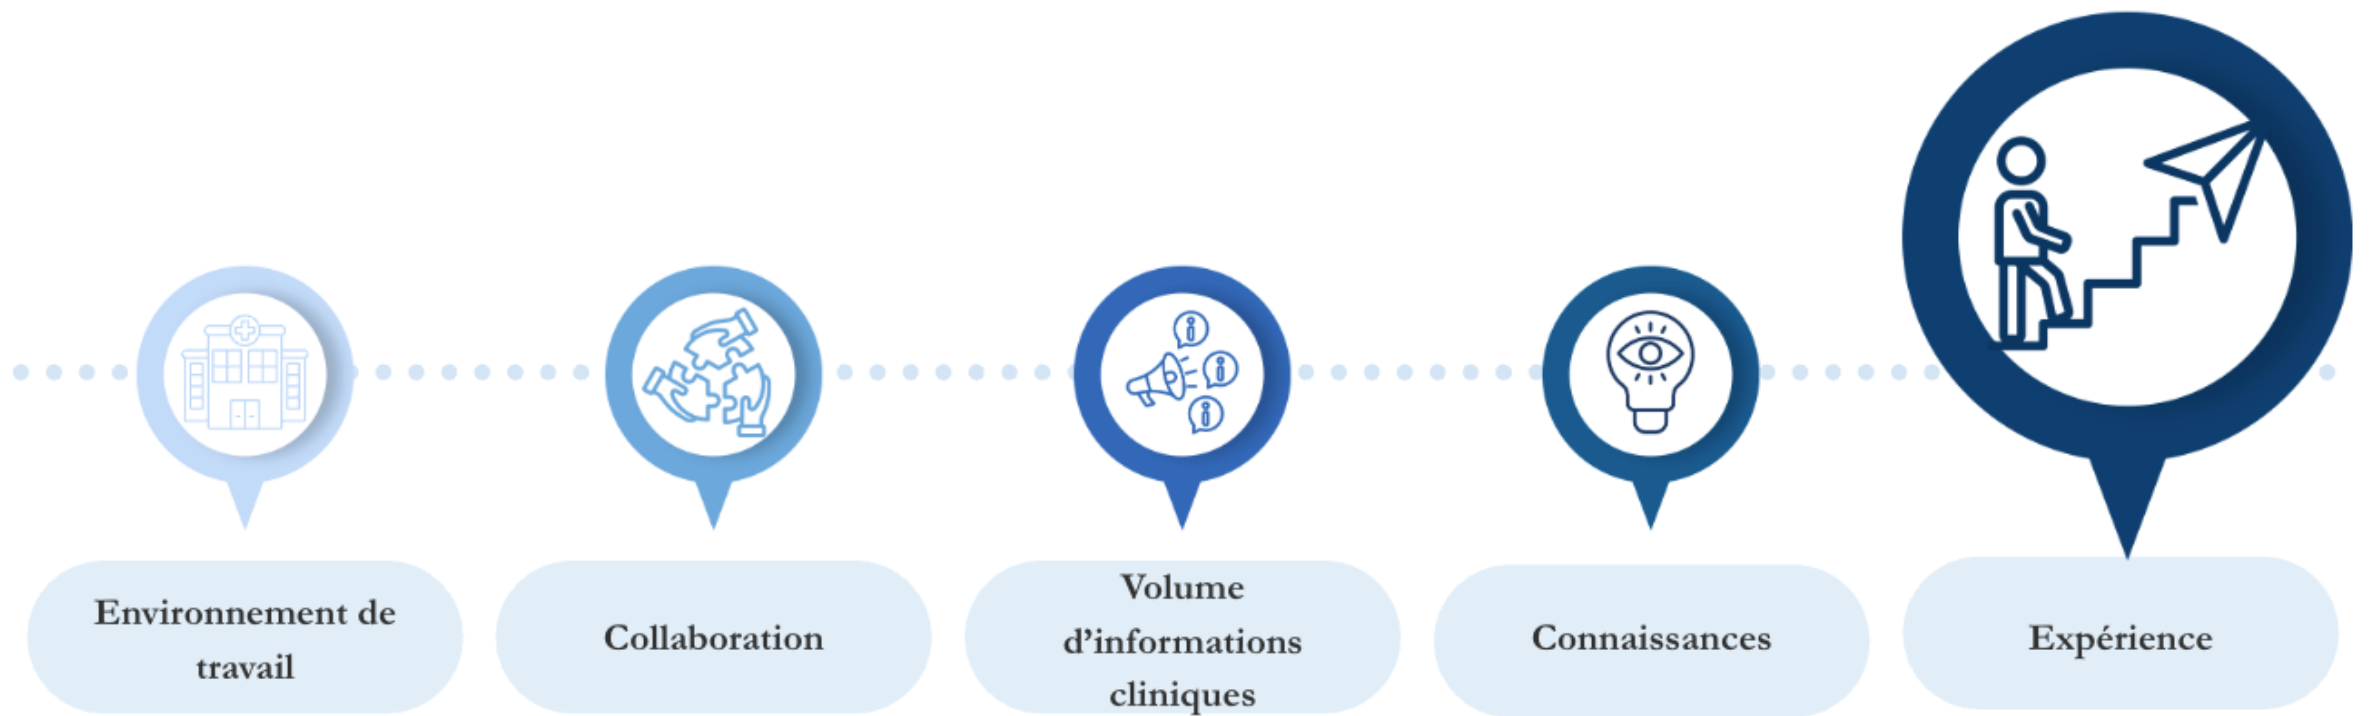 Environnement de
travail
Collaboration
Volume
d’informations
cliniques
Connaissances
Expérience